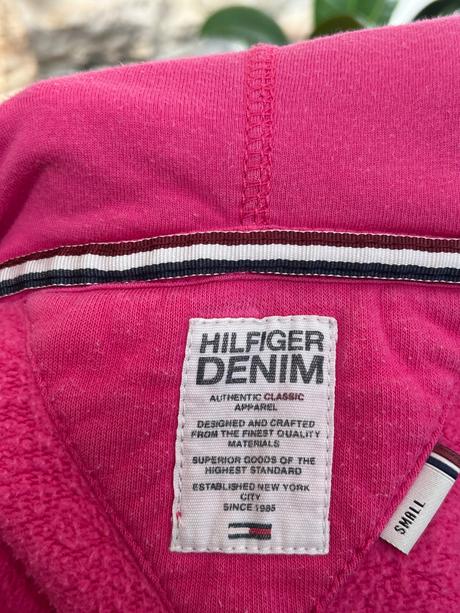 HILFIGER
DENIM
AUTHENTIC CLASSIC
APPAREL
DESIGNED AND CRAFTED
FROM THE FINEST QUALITY
MATERIALS
SUPERIOR GOODS OF THE
HIGHEST STANDARD
ESTABLISHED NEW YORK
CITY
SINCE 1985
SMALL